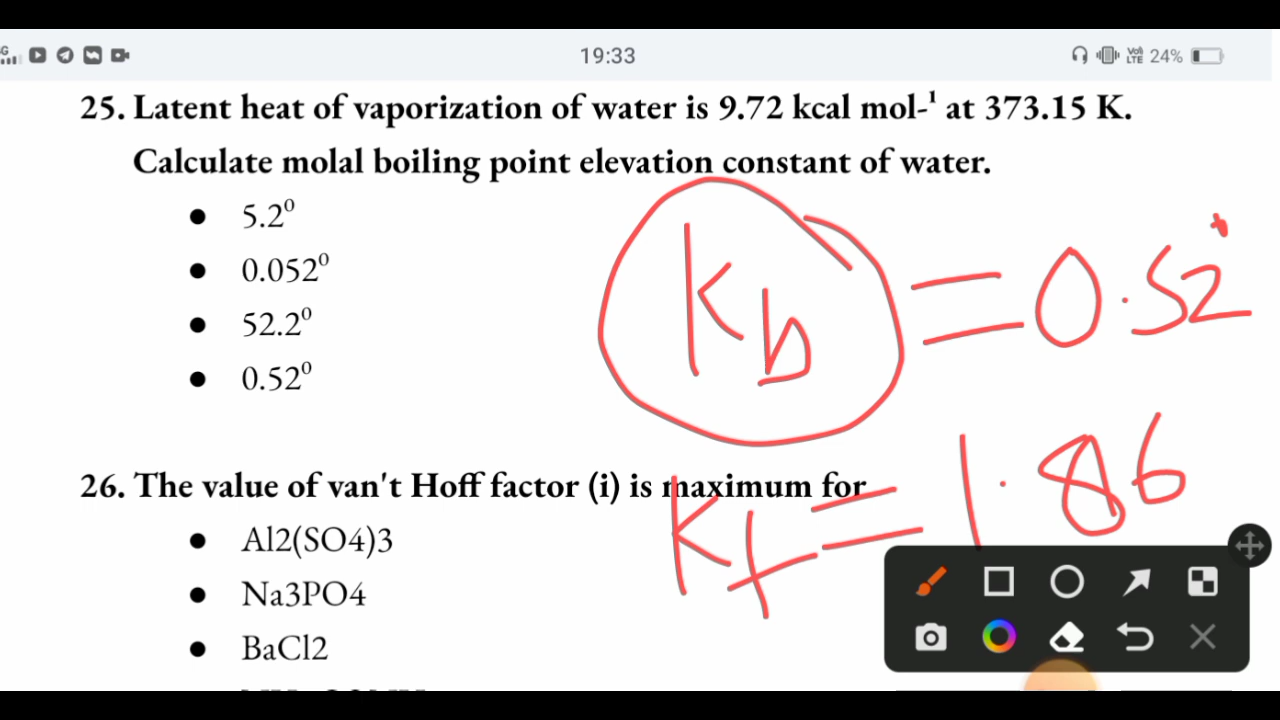 19:33
24%
25. Latent heat of vaporization of water is 9.72 kcal mol-¹ at 373.15 K.
Calculate molal boiling point elevation constant of water.
● 5.2⁰
● 0.052⁰
● 52.2⁰
● 0.52⁰
Kb = 0.52°
26. The value of van't Hoff factor (i) is maximum for
Kf = 1.86
● Al2(SO4)3
● Na3PO4
● BaCl2